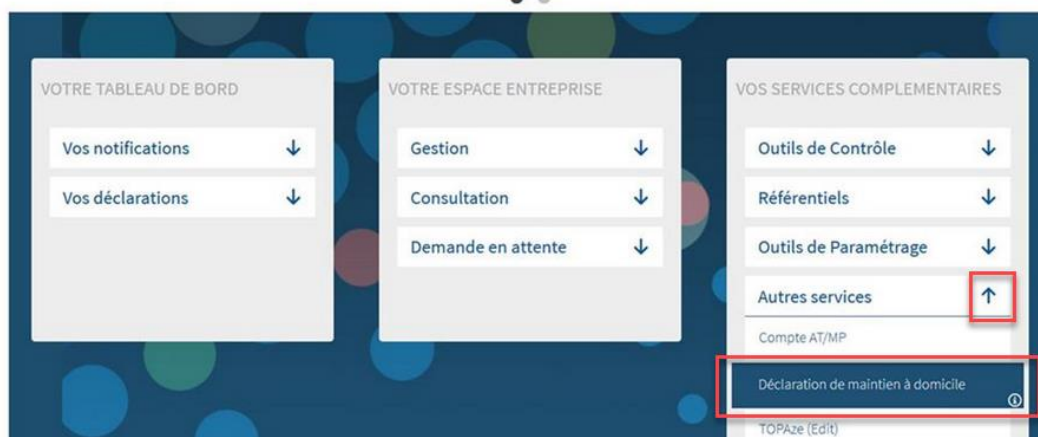 VOTRE TABLEAU DE BORD
Vos notifications
Vos déclarations
VOTRE ESPACE ENTREPRISE
Gestion
Consultation
Demande en attente
VOS SERVICES COMPLEMENTAIRES
Outils de Contrôle
Référentiels
Outils de Paramétrage
Autres services
Compte AT/MP
Déclaration de maintien à domicile
TOPAze (Edit)